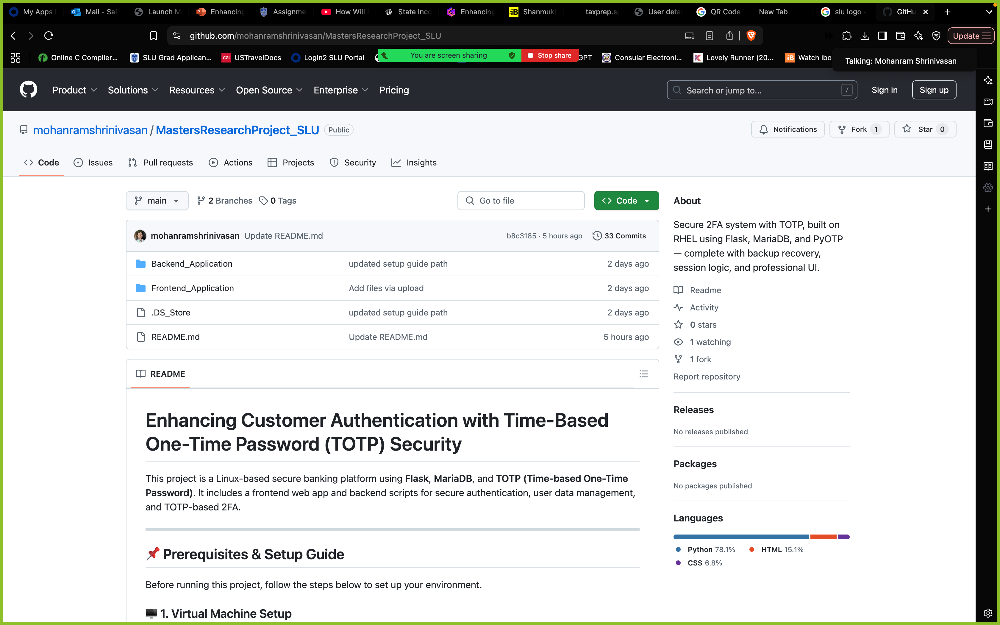 My Apps
Mail - Sai
Launch M
Enhancing
Assignme
How Will
State Inco
Enhancing
Shanmukh
taxprep.s
User deta
QR Code
New Tab
slu logo -
GitHu
github.com/mohanramshrinivasan/MastersResearchProject_SLU
Update
Online C Compiler...
SLU Grad Applican...
CGI
USTravelDocs
Login2 SLU Portal
You are screen sharing
Stop share
GPT
Consular Electroni...
Lovely Runner (20...
iB
Watch ibo
Talking: Mohanram Shrinivasan
Product
Solutions
Resources
Open Source
Enterprise
Pricing
Search or jump to...
/
Sign in
Sign up
mohanramshrinivasan / MastersResearchProject_SLU
Public
Notifications
Fork 1
Star 0
Code
Issues
Pull requests
Actions
Projects
Security
Insights
main
2 Branches
0 Tags
Go to file
Code
mohanramshrinivasan Update README.md
b8c3185 · 5 hours ago
33 Commits
Backend_Application updated setup guide path 2 days ago
Frontend_Application Add files via upload 2 days ago
.DS_Store updated setup guide path 2 days ago
README.md Update README.md 5 hours ago
README
Enhancing Customer Authentication with Time-Based
One-Time Password (TOTP) Security
This project is a Linux-based secure banking platform using Flask, MariaDB, and TOTP (Time-based One-Time
Password). It includes a frontend web app and backend scripts for secure authentication, user data management,
and TOTP-based 2FA.
📌 Prerequisites & Setup Guide
Before running this project, follow the steps below to set up your environment.
🖥️ 1. Virtual Machine Setup
About
Secure 2FA system with TOTP, built on
RHEL using Flask, MariaDB, and PyOTP
— complete with backup recovery,
session logic, and professional UI.
Readme
Activity
0 stars
1 watching
1 fork
Report repository
Releases
No releases published
Packages
No packages published
Languages
Python 78.1%
HTML 15.1%
CSS 6.8%